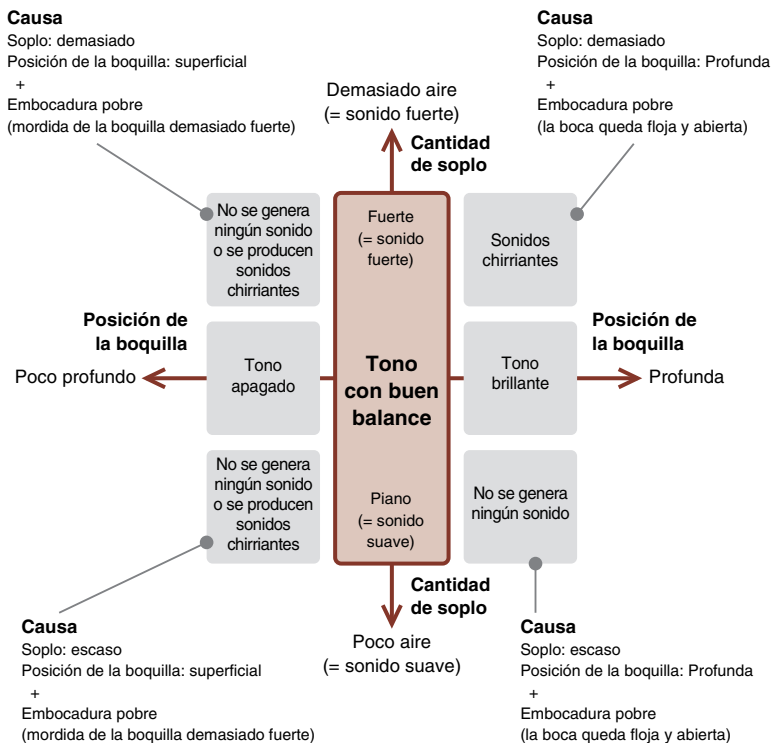 Causa
Soplo: demasiado
Posición de la boquilla: superficial
+
Embocadura pobre
(mordida de la boquilla demasiado fuerte)
Causa
Soplo: demasiado
Posición de la boquilla: Profunda
+
Embocadura pobre
(la boca queda floja y abierta)
Demasiado aire
(= sonido fuerte)
Cantidad
de soplo
No se genera
ningún sonido
o se producen
sonidos
chirriantes
Fuerte
(= sonido
fuerte)
Sonidos
chirriantes
Posición de
la boquilla
Poco profundo
Tono
apagado
Tono
con buen
balance
Tono
brillante
Posición de
la boquilla
Profunda
No se genera
ningún sonido
o se producen
sonidos
chirriantes
Piano
(= sonido
suave)
No se genera
ningún sonido
Cantidad
de soplo
Poco aire
(= sonido suave)
Causa
Soplo: escaso
Posición de la boquilla: superficial
+
Embocadura pobre
(mordida de la boquilla demasiado fuerte)
Causa
Soplo: escaso
Posición de la boquilla: Profunda
+
Embocadura pobre
(la boca queda floja y abierta)